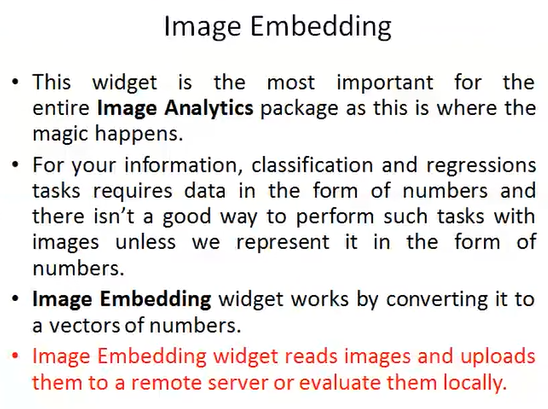 Image Embedding
• This widget is the most important for the
entire Image Analytics package as this is where the
magic happens.
• For your information, classification and regressions
tasks requires data in the form of numbers and
there isn't a good way to perform such tasks with
images unless we represent it in the form of
numbers.
• Image Embedding widget works by converting it to
a vectors of numbers.
• Image Embedding widget reads images and uploads
them to a remote server or evaluate them locally.